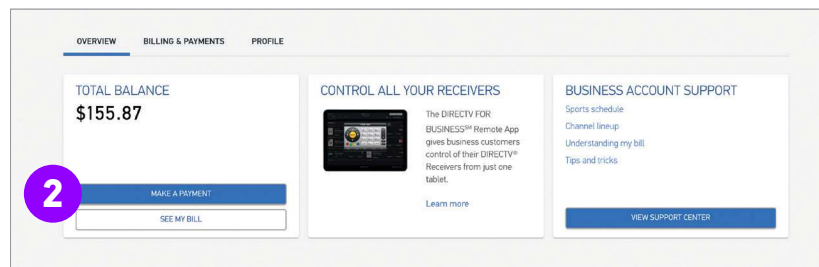 OVERVIEW BILLING & PAYMENTS PROFILE
TOTAL BALANCE
$155.87
2
MAKE A PAYMENT
SEE MY BILL
CONTROL ALL YOUR RECEIVERS
The DIRECTV FOR
BUSINESS℠ Remote App
gives business customers
control of their DIRECTV®
Receivers from just one
tablet.
Learn more
BUSINESS ACCOUNT SUPPORT
Sports schedule
Channel lineup
Understanding my bill
Tips and tricks
VIEW SUPPORT CENTER